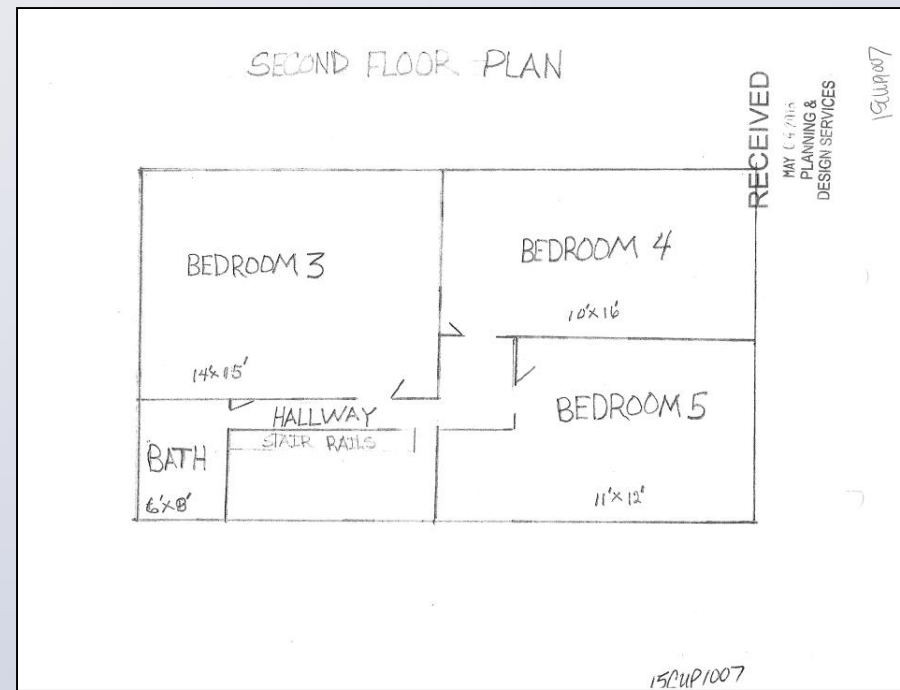 SECOND FLOOR PLAN
RECEIVED
PLANNING &
DESIGN SERVICES
15CUP1007
BEDROOM 3
14'x15'
BEDROOM 4
10'x16'
HALLWAY
STAIR RAILS
BATH
6'x8'
BEDROOM 5
11'x12'
15CUP1007